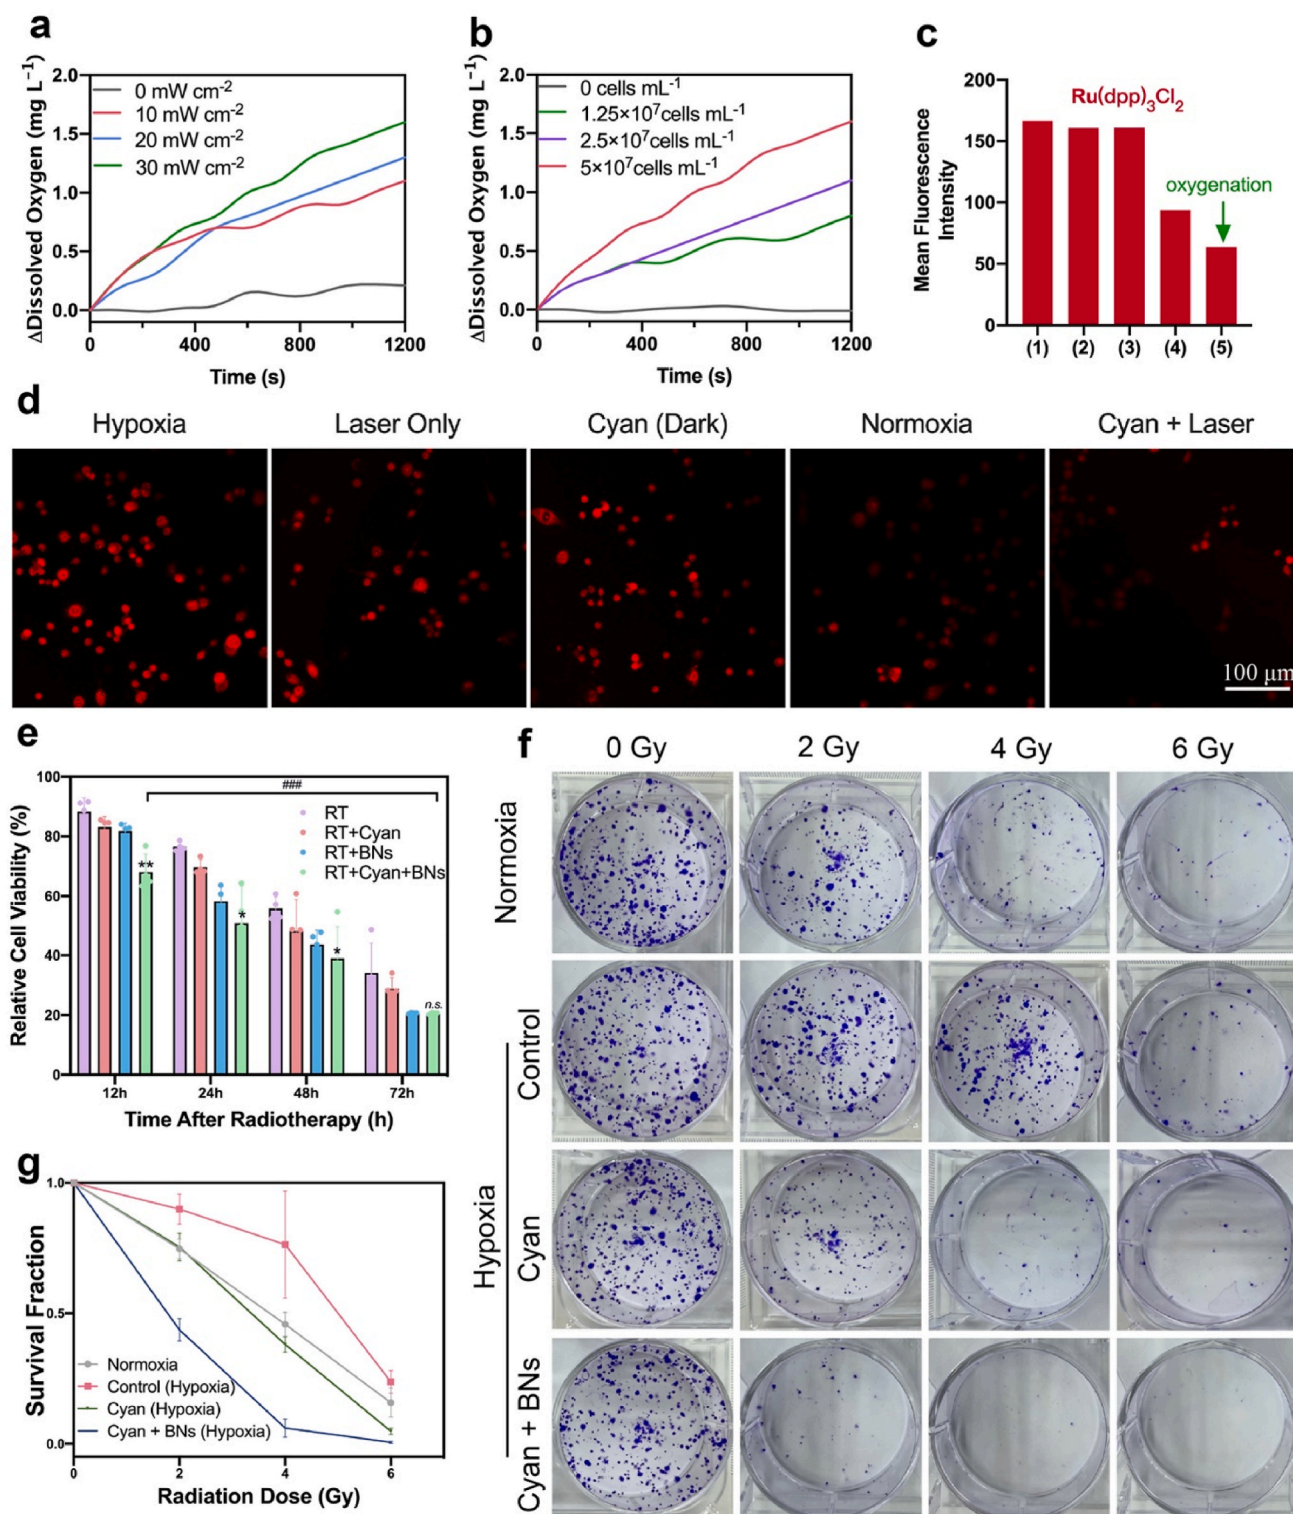 a
ΔDissolved Oxygen (mg L⁻¹)
2.0
1.5
1.0
0.5
0.0
0 mW cm⁻²
10 mW cm⁻²
20 mW cm⁻²
30 mW cm⁻²
0 400 800 1200
Time (s)
b
ΔDissolved Oxygen (mg L⁻¹)
2.0
1.5
1.0
0.5
0.0
0 cells mL⁻¹
1.25×10⁷cells mL⁻¹
2.5×10⁷cells mL⁻¹
5×10⁷cells mL⁻¹
0 400 800 1200
Time (s)
c
Mean Fluorescence
Intensity
200
150
100
50
0
Ru(dpp)₃Cl₂
oxygenation
(1) (2) (3) (4) (5)
d
Hypoxia Laser Only Cyan (Dark) Normoxia Cyan + Laser
100 μm
e
Relative Cell Viability (%)
100
80
60
40
20
0
###
RT
RT+Cyan
RT+BNs
RT+Cyan+BNs
**
*
*
n.s.
12h 24h 48h 72h
Time After Radiotherapy (h)
f
0 Gy 2 Gy 4 Gy 6 Gy
Normoxia
Control
Hypoxia
Cyan
Cyan + BNs
g
Survival Fraction
1.0
0.5
0.0
Normoxia
Control (Hypoxia)
Cyan (Hypoxia)
Cyan + BNs (Hypoxia)
0 2 4 6
Radiation Dose (Gy)